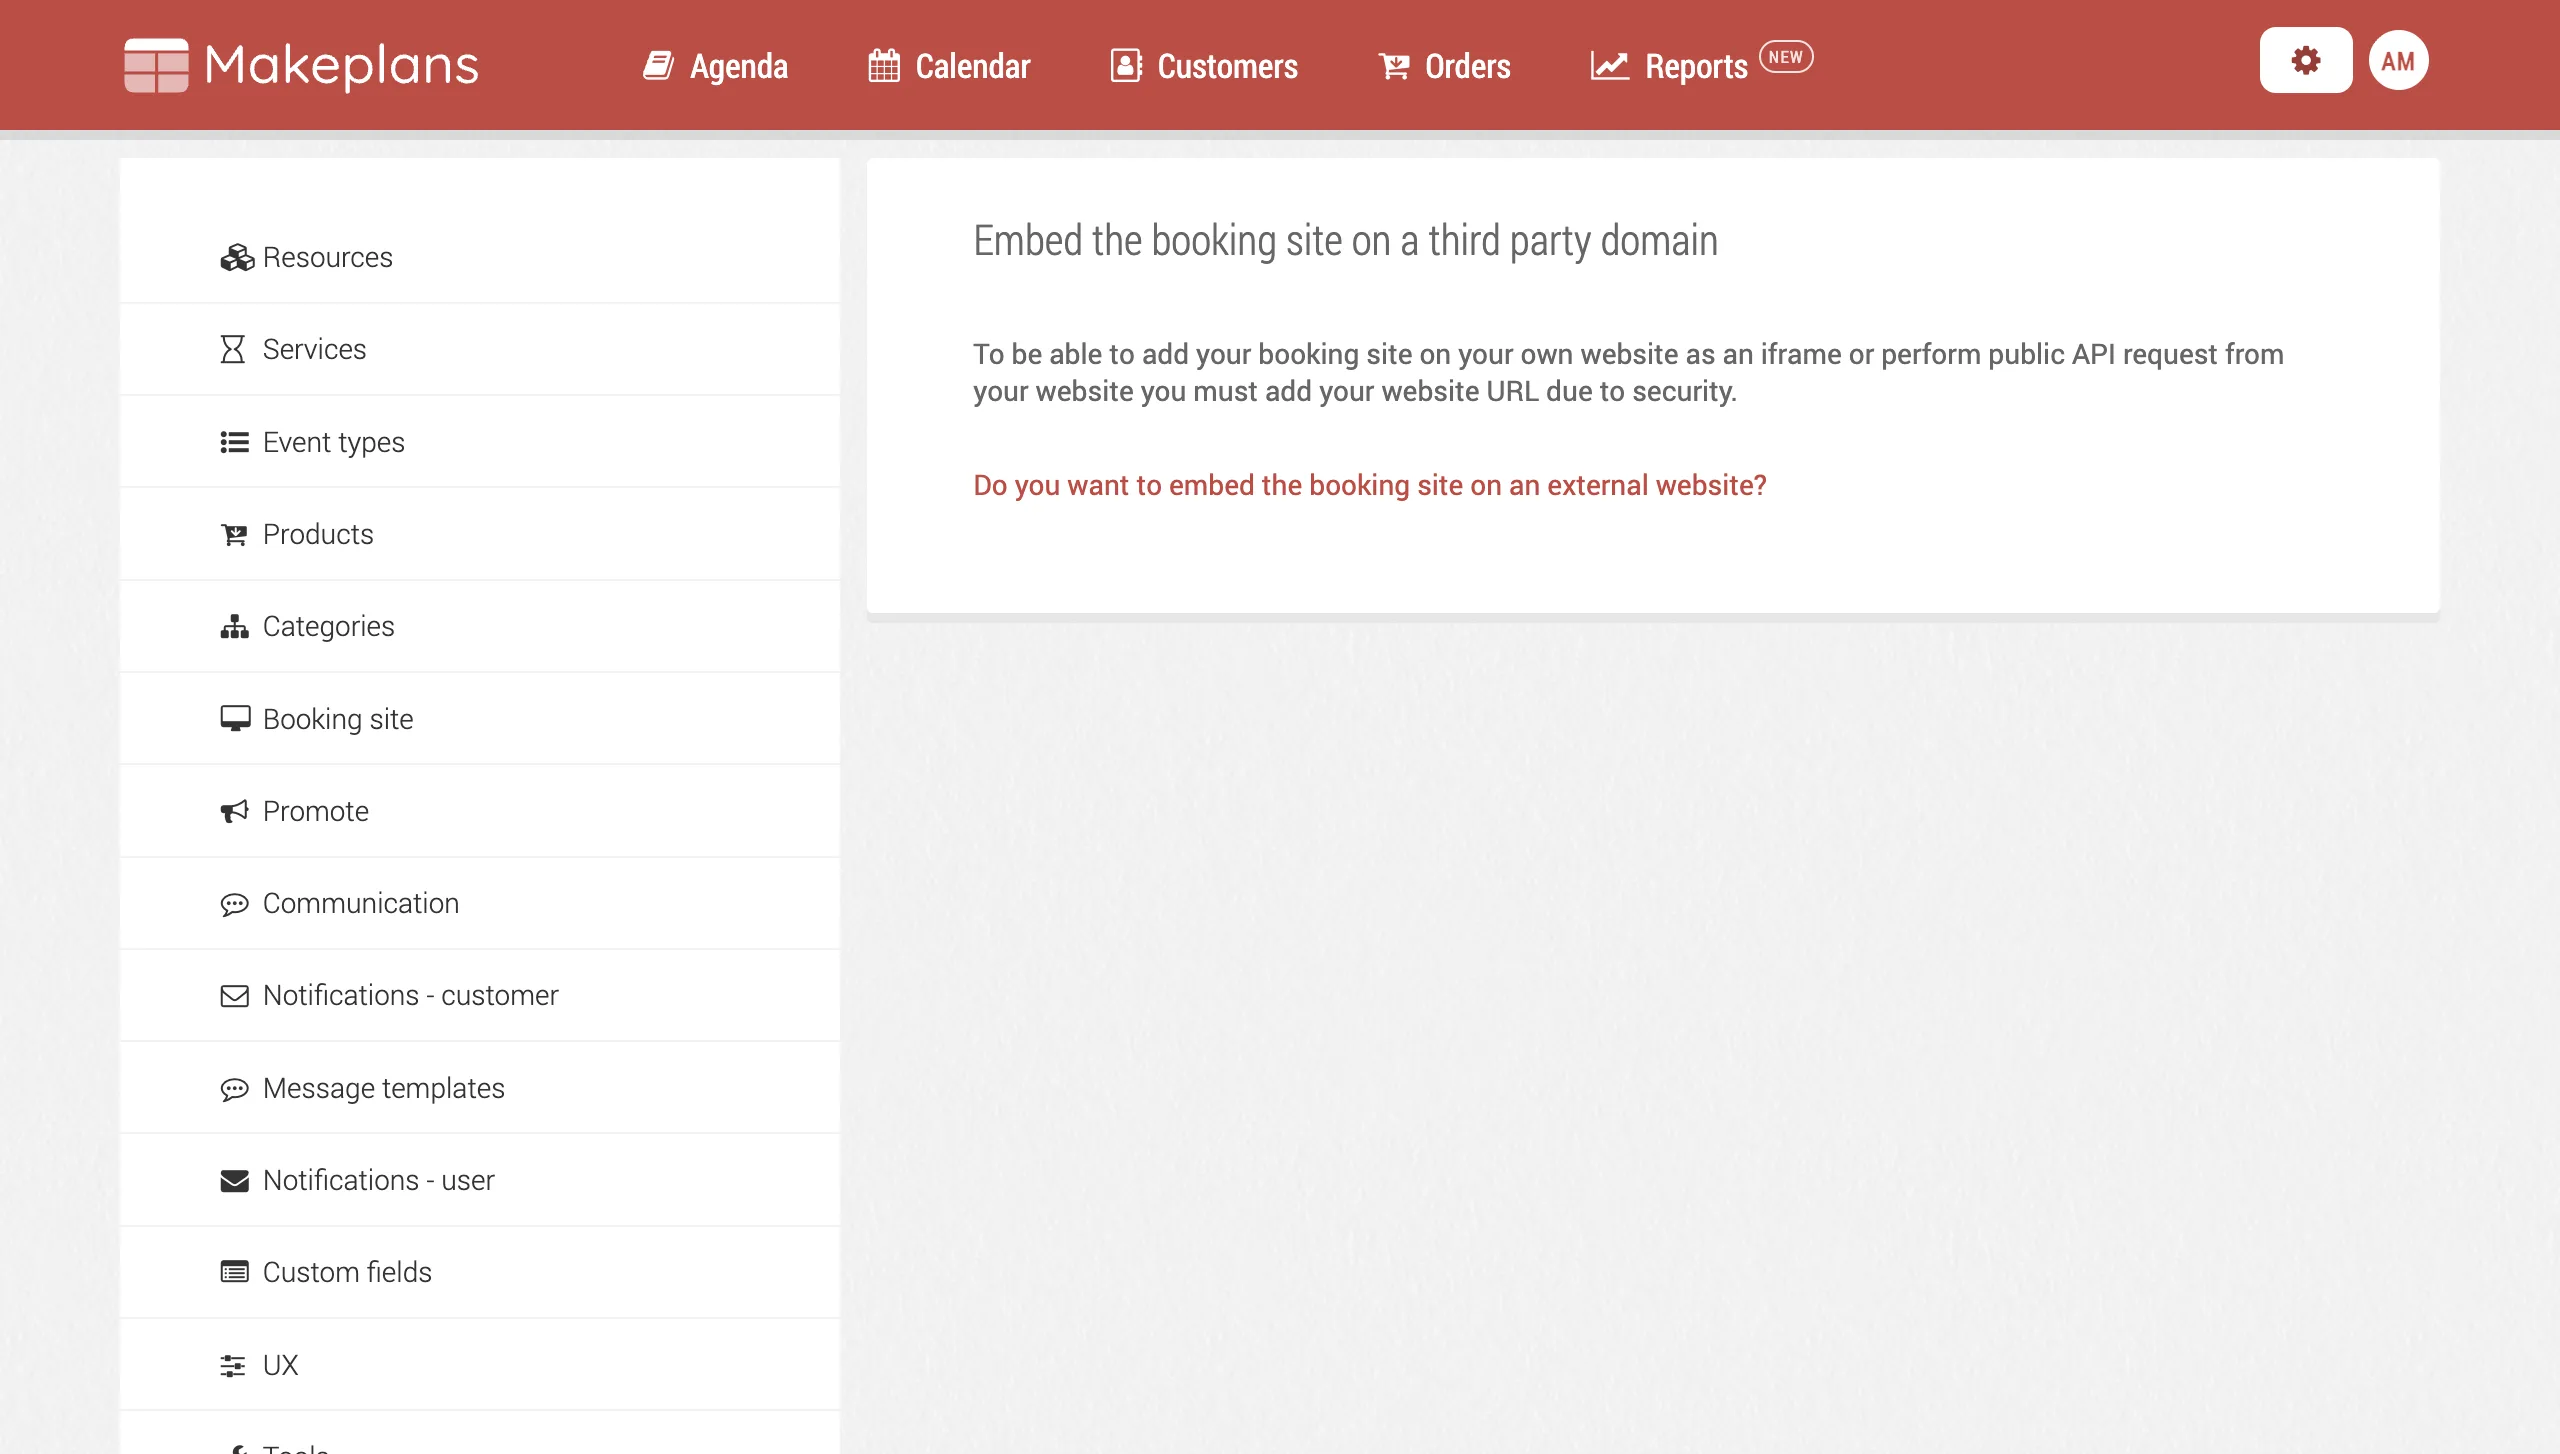 Makeplans
Agenda
Calendar
Customers
Orders
Reports NEW
AM
Resources
Services
Event types
Products
Categories
Booking site
Promote
Communication
Notifications - customer
Message templates
Notifications - user
Custom fields
UX
Tools
Embed the booking site on a third party domain
To be able to add your booking site on your own website as an iframe or perform public API request from
your website you must add your website URL due to security.
Do you want to embed the booking site on an external website?